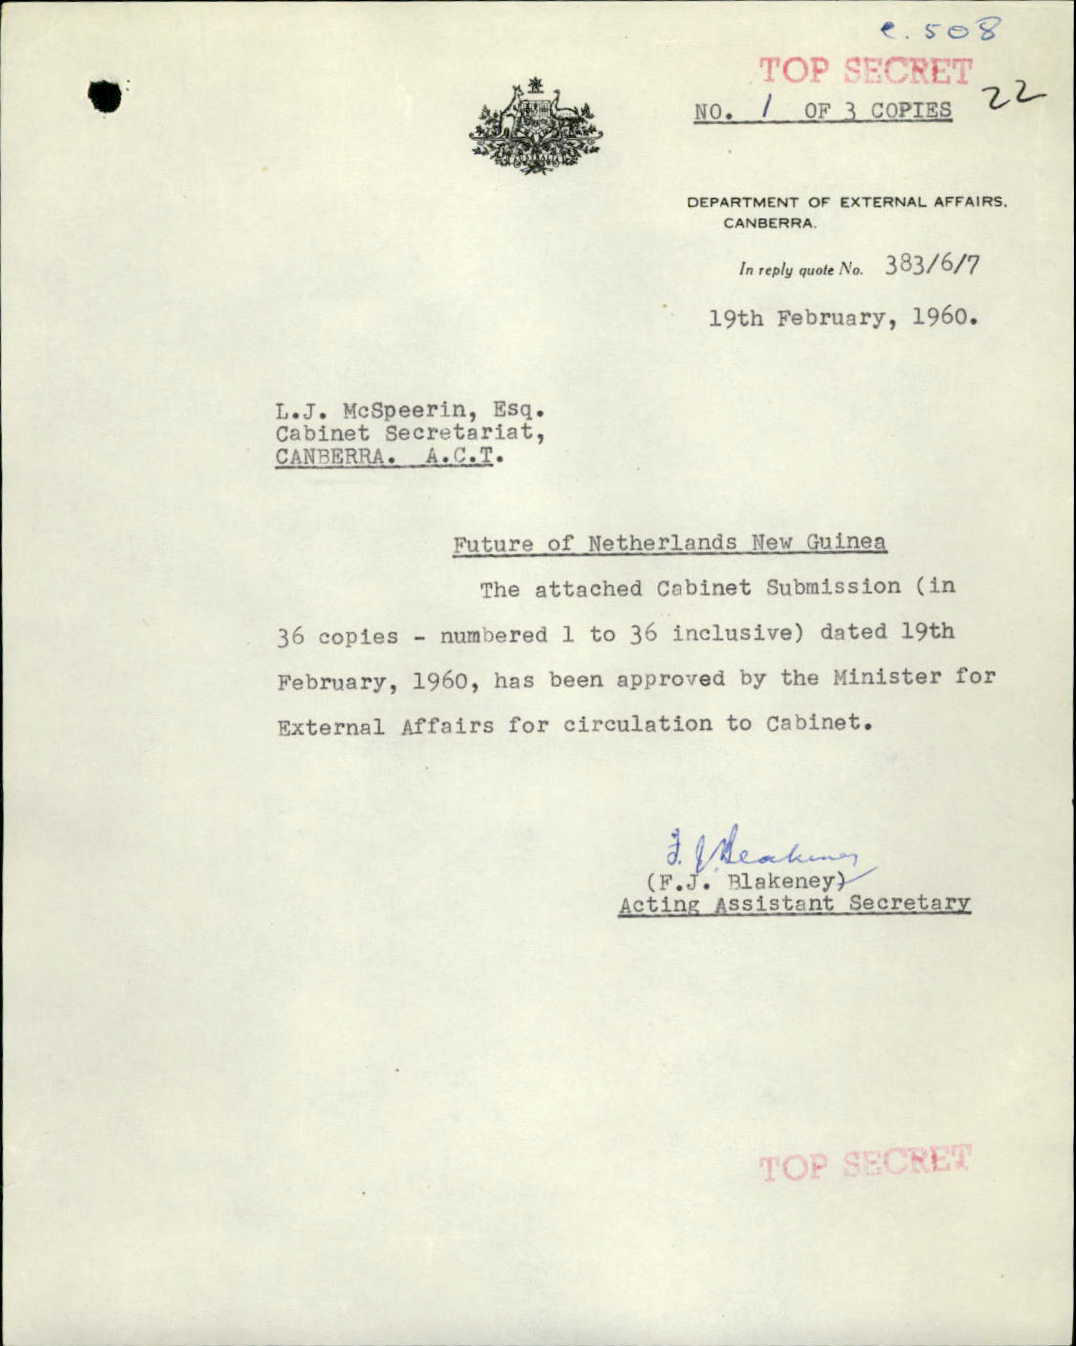 c. 508
TOP SECRET
NO. 1 OF 3 COPIES
22
DEPARTMENT OF EXTERNAL AFFAIRS,
CANBERRA.
In reply quote No. 383/6/7
19th February, 1960.
L.J. McSpeerin, Esq.
Cabinet Secretariat,
CANBERRA. A.C.T.
Future of Netherlands New Guinea
The attached Cabinet Submission (in
36 copies - numbered 1 to 36 inclusive) dated 19th
February, 1960, has been approved by the Minister for
External Affairs for circulation to Cabinet.
F. J. Blakeney
(F.J. Blakeney)
Acting Assistant Secretary
TOP SECRET